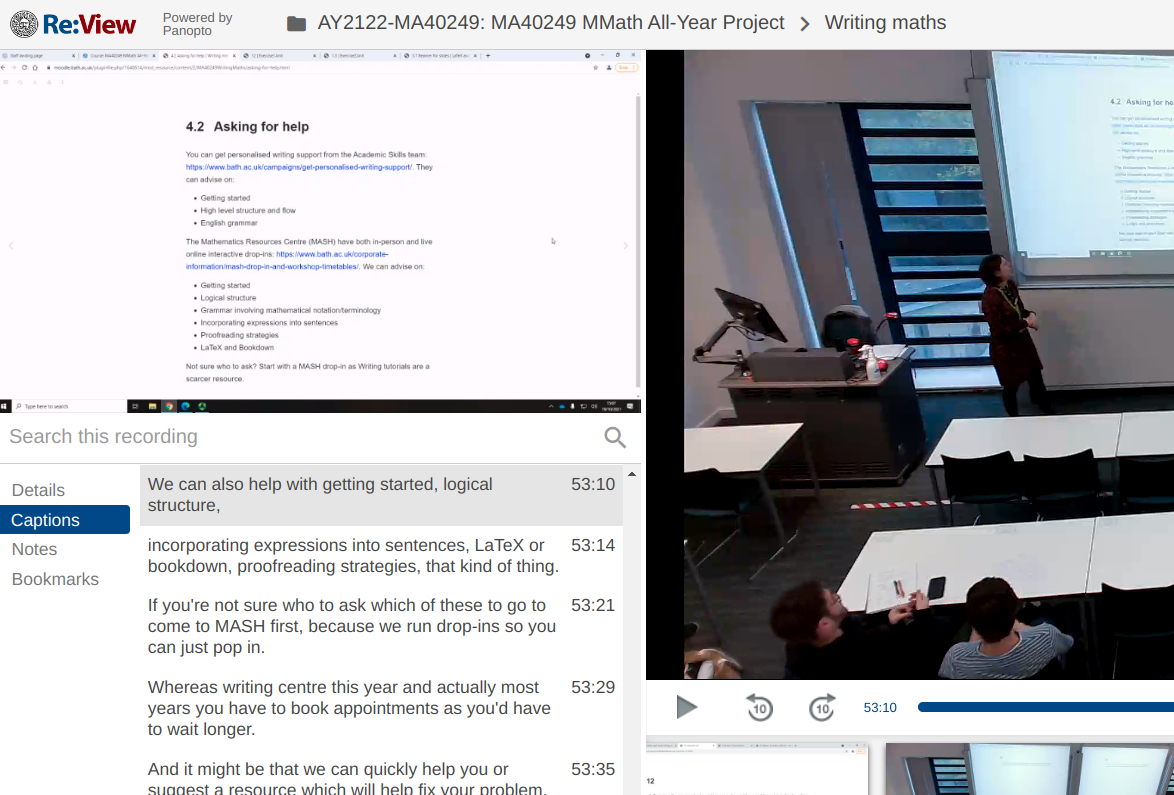 Re:View
Powered by
Panopto
AY2122-MA40249: MA40249 MMath All-Year Project
Writing maths
4.2 Asking for help
You can get personalised writing support from the Academic Skills team:
https://www.bath.ac.uk/campaigns/get-personalised-writing-support/. They
can advise on:
Getting started
High level structure and flow
English grammar
The Mathematics Resources Centre (MASH) have both in-person and live
online interactive drop-ins: https://www.bath.ac.uk/corporate-
information/mash-drop-in-and-workshop-timetables/. We can advise on:
Getting started
Logical structure
Grammar involving mathematical notation/terminology
Incorporating expressions into sentences
Proofreading strategies
LaTeX and Bookdown
Not sure who to ask? Start with a MASH drop-in as Writing tutorials are a
scarcer resource.
Type here to search
4.2 Asking for he
Search this recording
Details
Captions
Notes
Bookmarks
We can also help with getting started, logical
structure,
53:10
incorporating expressions into sentences, LaTeX or
bookdown, proofreading strategies, that kind of thing.
53:14
If you're not sure who to ask which of these to go to
come to MASH first, because we run drop-ins so you
can just pop in.
53:21
Whereas writing centre this year and actually most
years you have to book appointments as you'd have
to wait longer.
53:29
And it might be that we can quickly help you or
suggest a resource which will help fix your problem.
53:35
10
10
53:10
12